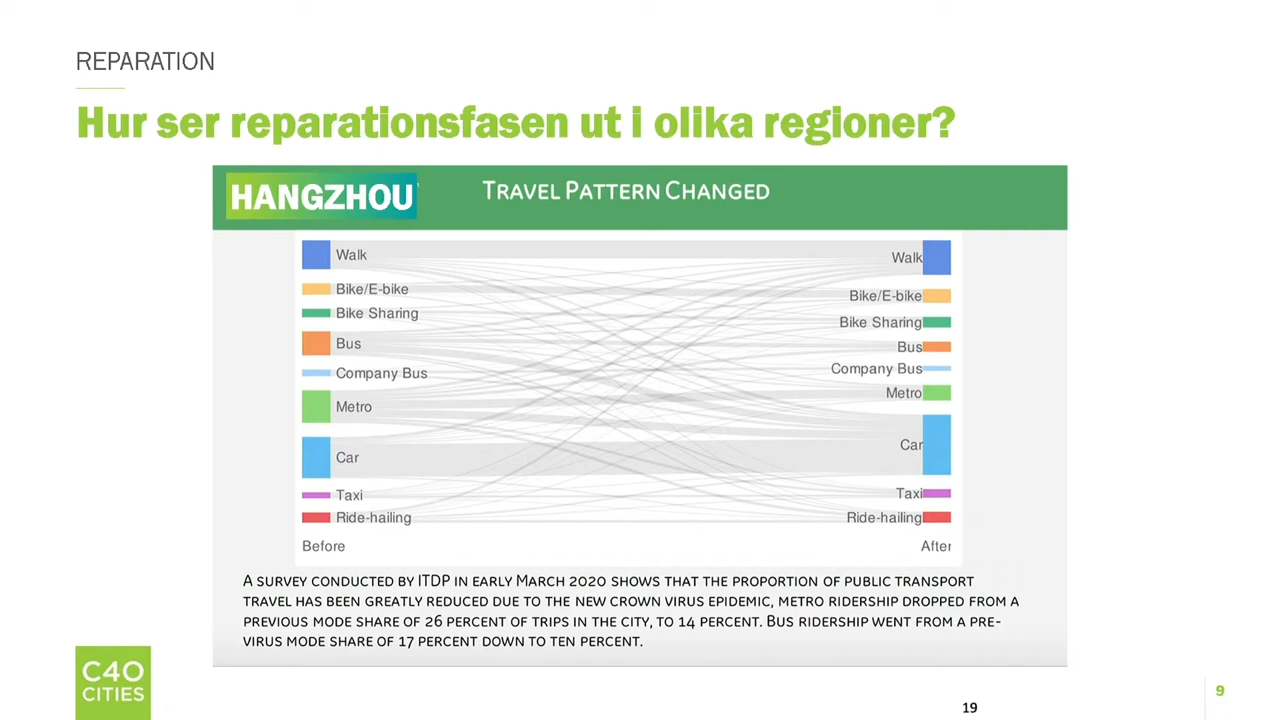 REPARATION
Hur ser reparationsfasen ut i olika regioner?
HANGZHOU
TRAVEL PATTERN CHANGED
Walk
Walk
Bike/E-bike
Bike/E-bike
Bike Sharing
Bike Sharing
Bus
Bus
Company Bus
Company Bus
Metro
Metro
Car
Car
Taxi
Taxi
Ride-hailing
Ride-hailing
Before
After
A SURVEY CONDUCTED BY ITDP IN EARLY MARCH 2020 SHOWS THAT THE PROPORTION OF PUBLIC TRANSPORT
TRAVEL HAS BEEN GREATLY REDUCED DUE TO THE NEW CROWN VIRUS EPIDEMIC, METRO RIDERSHIP DROPPED FROM A
PREVIOUS MODE SHARE OF 26 PERCENT OF TRIPS IN THE CITY, TO 14 PERCENT. BUS RIDERSHIP WENT FROM A PRE-
VIRUS MODE SHARE OF 17 PERCENT DOWN TO TEN PERCENT.
C40
CITIES
9
19